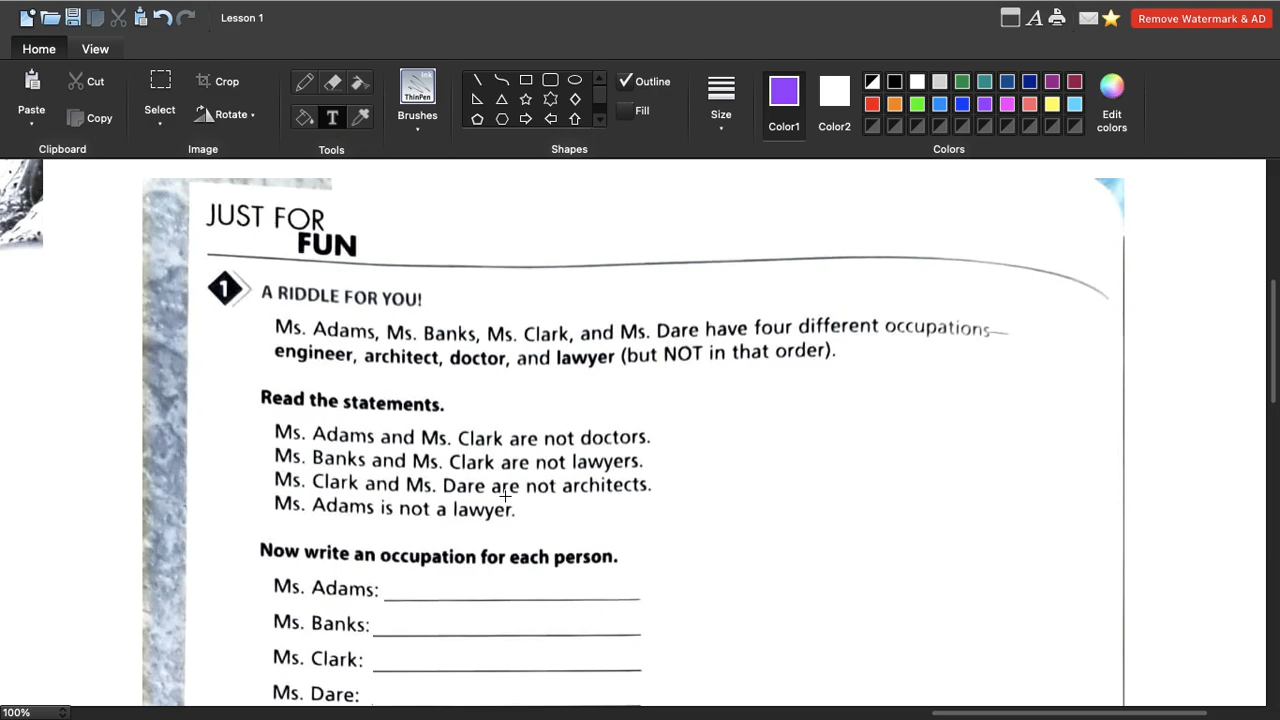 Lesson 1
Remove Watermark & AD
Home
View
Paste
Cut
Copy
Select
Crop
Rotate
Ink
ThinPen
Brushes
Outline
Fill
Size
Color1
Color2
Edit
colors
Clipboard
Image
Tools
Shapes
Colors
JUST FOR
FUN
1 A RIDDLE FOR YOU!
Ms. Adams, Ms. Banks, Ms. Clark, and Ms. Dare have four different occupations—
engineer, architect, doctor, and lawyer (but NOT in that order).
Read the statements.
Ms. Adams and Ms. Clark are not doctors.
Ms. Banks and Ms. Clark are not lawyers.
Ms. Clark and Ms. Dare are not architects.
Ms. Adams is not a lawyer.
Now write an occupation for each person.
Ms. Adams:
Ms. Banks:
Ms. Clark:
Ms. Dare:
100%